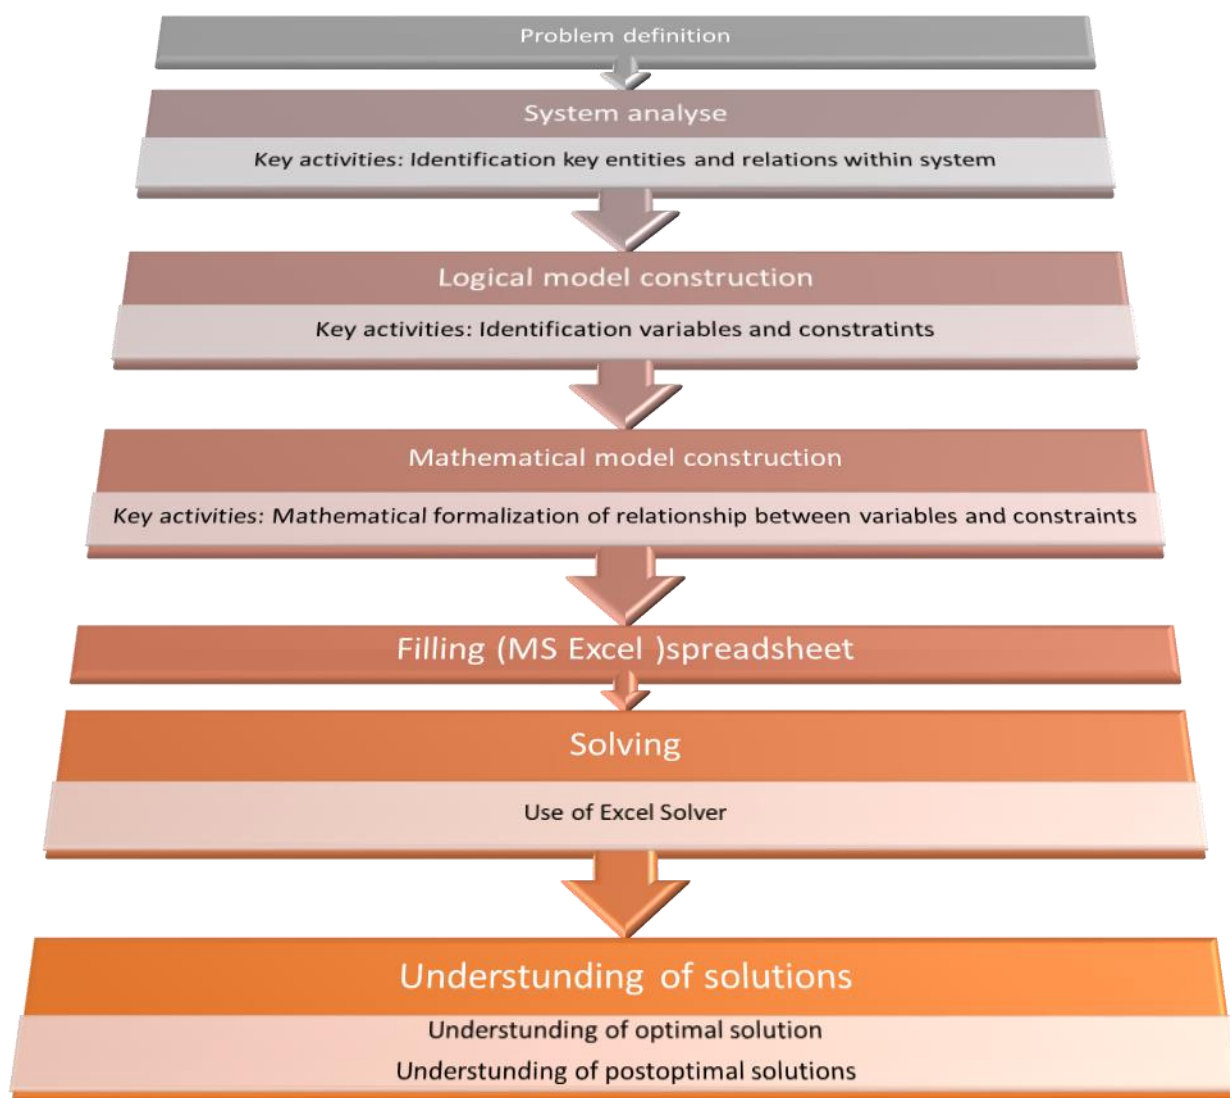 Problem definition
System analyse
Key activities: Identification key entities and relations within system
Logical model construction
Key activities: Identification variables and constratints
Mathematical model construction
Key activities: Mathematical formalization of relationship between variables and constraints
Filling (MS Excel )spreadsheet
Solving
Use of Excel Solver
Understunding of solutions
Understanding of optimal solution
Understanding of postoptimal solutions